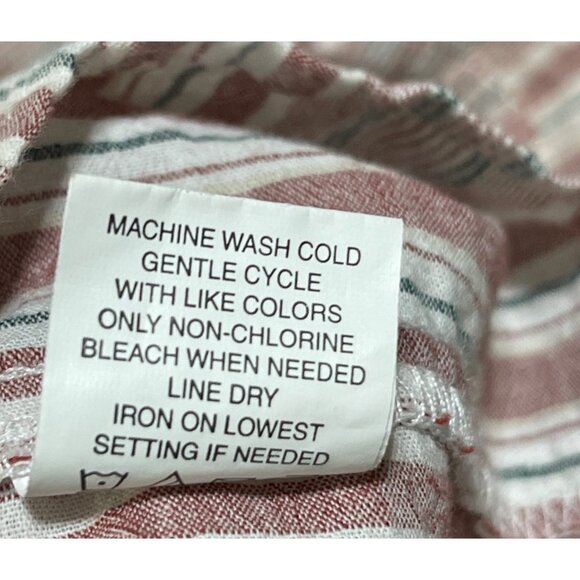 MACHINE WASH COLD
GENTLE CYCLE
WITH LIKE COLORS
ONLY NON-CHLORINE
BLEACH WHEN NEEDED
LINE DRY
IRON ON LOWEST
SETTING IF NEEDED